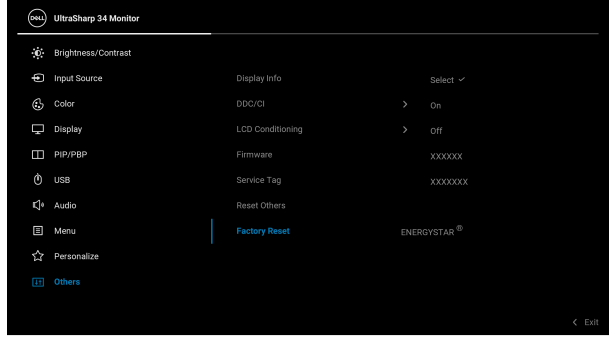 DELL UltraSharp 34 Monitor
Brightness/Contrast
Input Source
Display Info Select ✓
Color
DDC/CI > On
Display
LCD Conditioning > Off
PIP/PBP
Firmware XXXXXX
USB
Service Tag XXXXXXX
Audio
Reset Others
Menu
Factory Reset ENERGYSTAR ®
Personalize
Others
< Exit